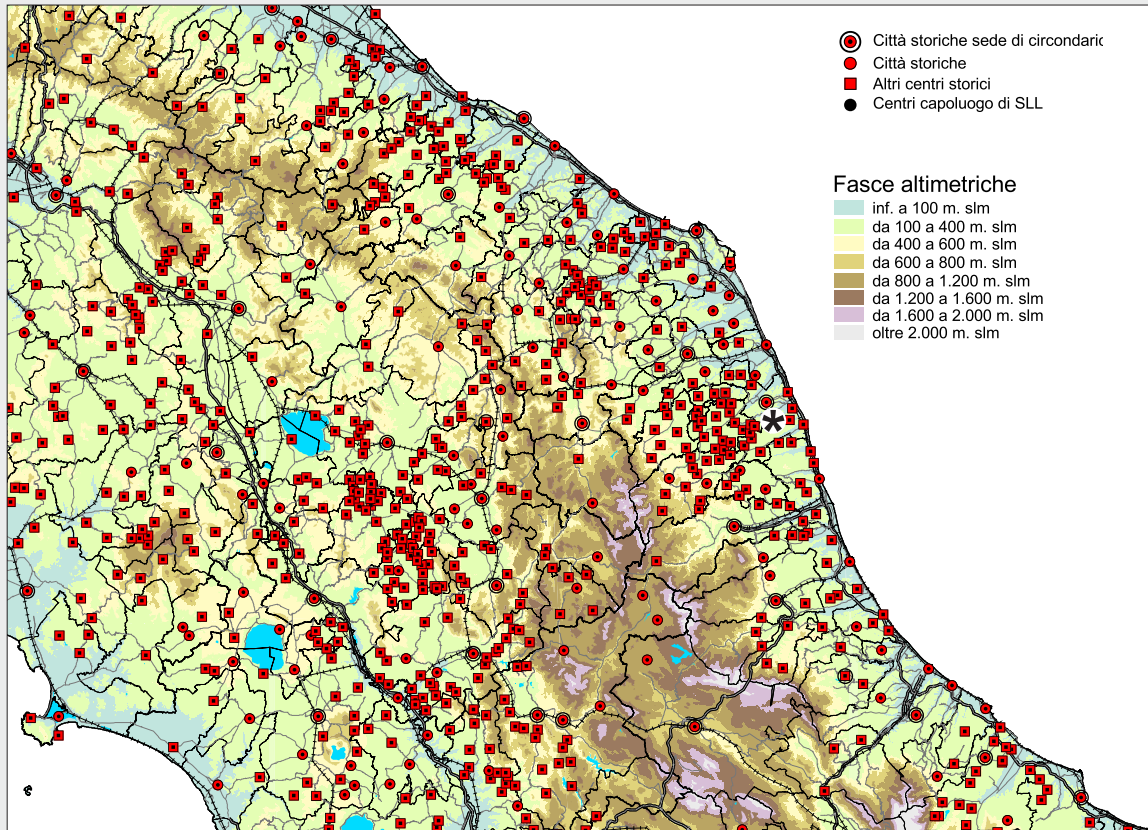 Città storiche sede di circondario
Città storiche
Altri centri storici
Centri capoluogo di SLL
Fasce altimetriche
inf. a 100 m. slm
da 100 a 400 m. slm
da 400 a 600 m. slm
da 600 a 800 m. slm
da 800 a 1.200 m. slm
da 1.200 a 1.600 m. slm
da 1.600 a 2.000 m. slm
oltre 2.000 m. slm
*